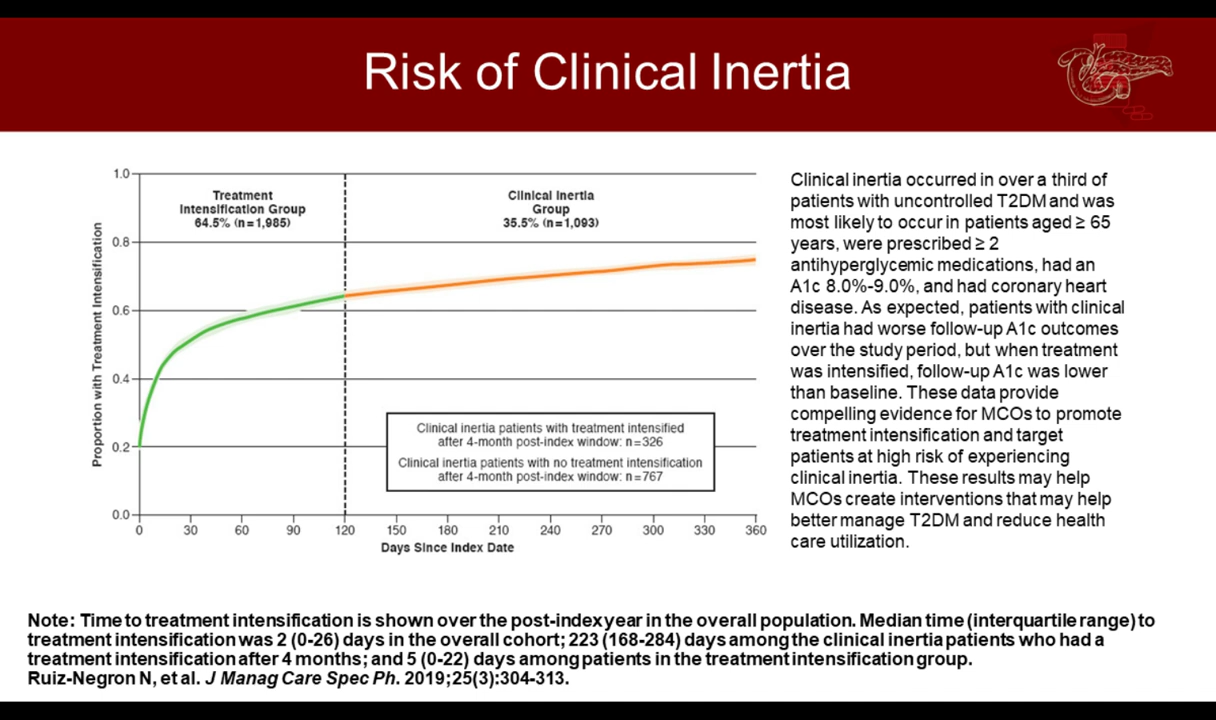 Risk of Clinical Inertia
Proportion with Treatment Intensification
1.0
0.8
0.6
0.4
0.2
0.0
Treatment
Intensification Group
64.5% (n=1,985)
Clinical Inertia
Group
35.5% (n=1,093)
Clinical inertia patients with treatment intensified
after 4-month post-index window: n=326
Clinical inertia patients with no treatment intensification
after 4-month post-index window: n=767
0 30 60 90 120 150 180 210 240 270 300 330 360
Days Since Index Date
Clinical inertia occurred in over a third of
patients with uncontrolled T2DM and was
most likely to occur in patients aged ≥ 65
years, were prescribed ≥ 2
antihyperglycemic medications, had an
A1c 8.0%-9.0%, and had coronary heart
disease. As expected, patients with clinical
inertia had worse follow-up A1c outcomes
over the study period, but when treatment
was intensified, follow-up A1c was lower
than baseline. These data provide
compelling evidence for MCOs to promote
treatment intensification and target
patients at high risk of experiencing
clinical inertia. These results may help
MCOs create interventions that may help
better manage T2DM and reduce health
care utilization.
Note: Time to treatment intensification is shown over the post-index year in the overall population. Median time (interquartile range) to
treatment intensification was 2 (0-26) days in the overall cohort; 223 (168-284) days among the clinical inertia patients who had a
treatment intensification after 4 months; and 5 (0-22) days among patients in the treatment intensification group.
Ruiz-Negron N, et al. J Manag Care Spec Ph. 2019;25(3):304-313.